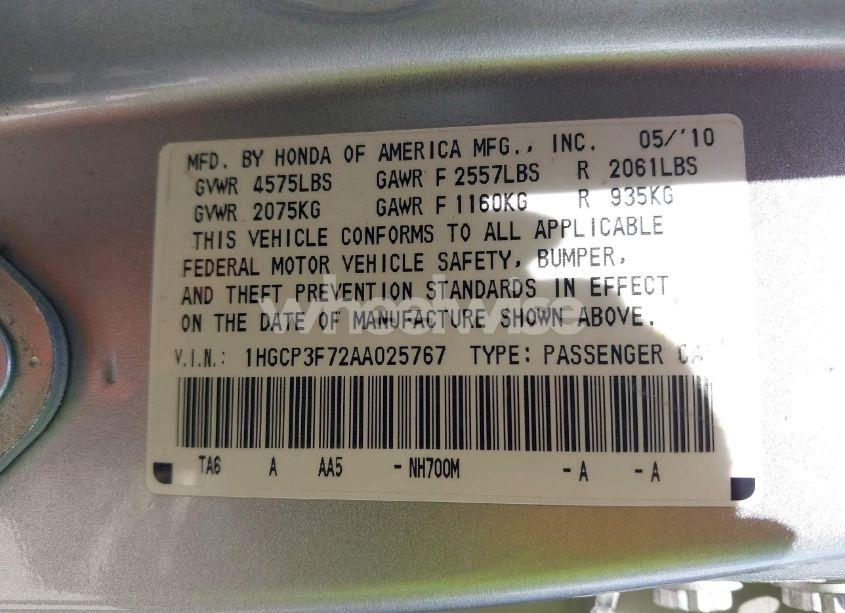 MFD. BY HONDA OF AMERICA MFG., INC. 05/'10
GVWR 4575LBS GAWR F 2557LBS R 2061LBS
GVWR 2075KG GAWR F 1160KG R 935KG
THIS VEHICLE CONFORMS TO ALL APPLICABLE
FEDERAL MOTOR VEHICLE SAFETY, BUMPER,
AND THEFT PREVENTION STANDARDS IN EFFECT
ON THE DATE OF MANUFACTURE SHOWN ABOVE.
wheelwise
V.I.N.: 1HGCP3F72AA025767 TYPE: PASSENGER CA
TA6 A AA5 -NH700M -A -A